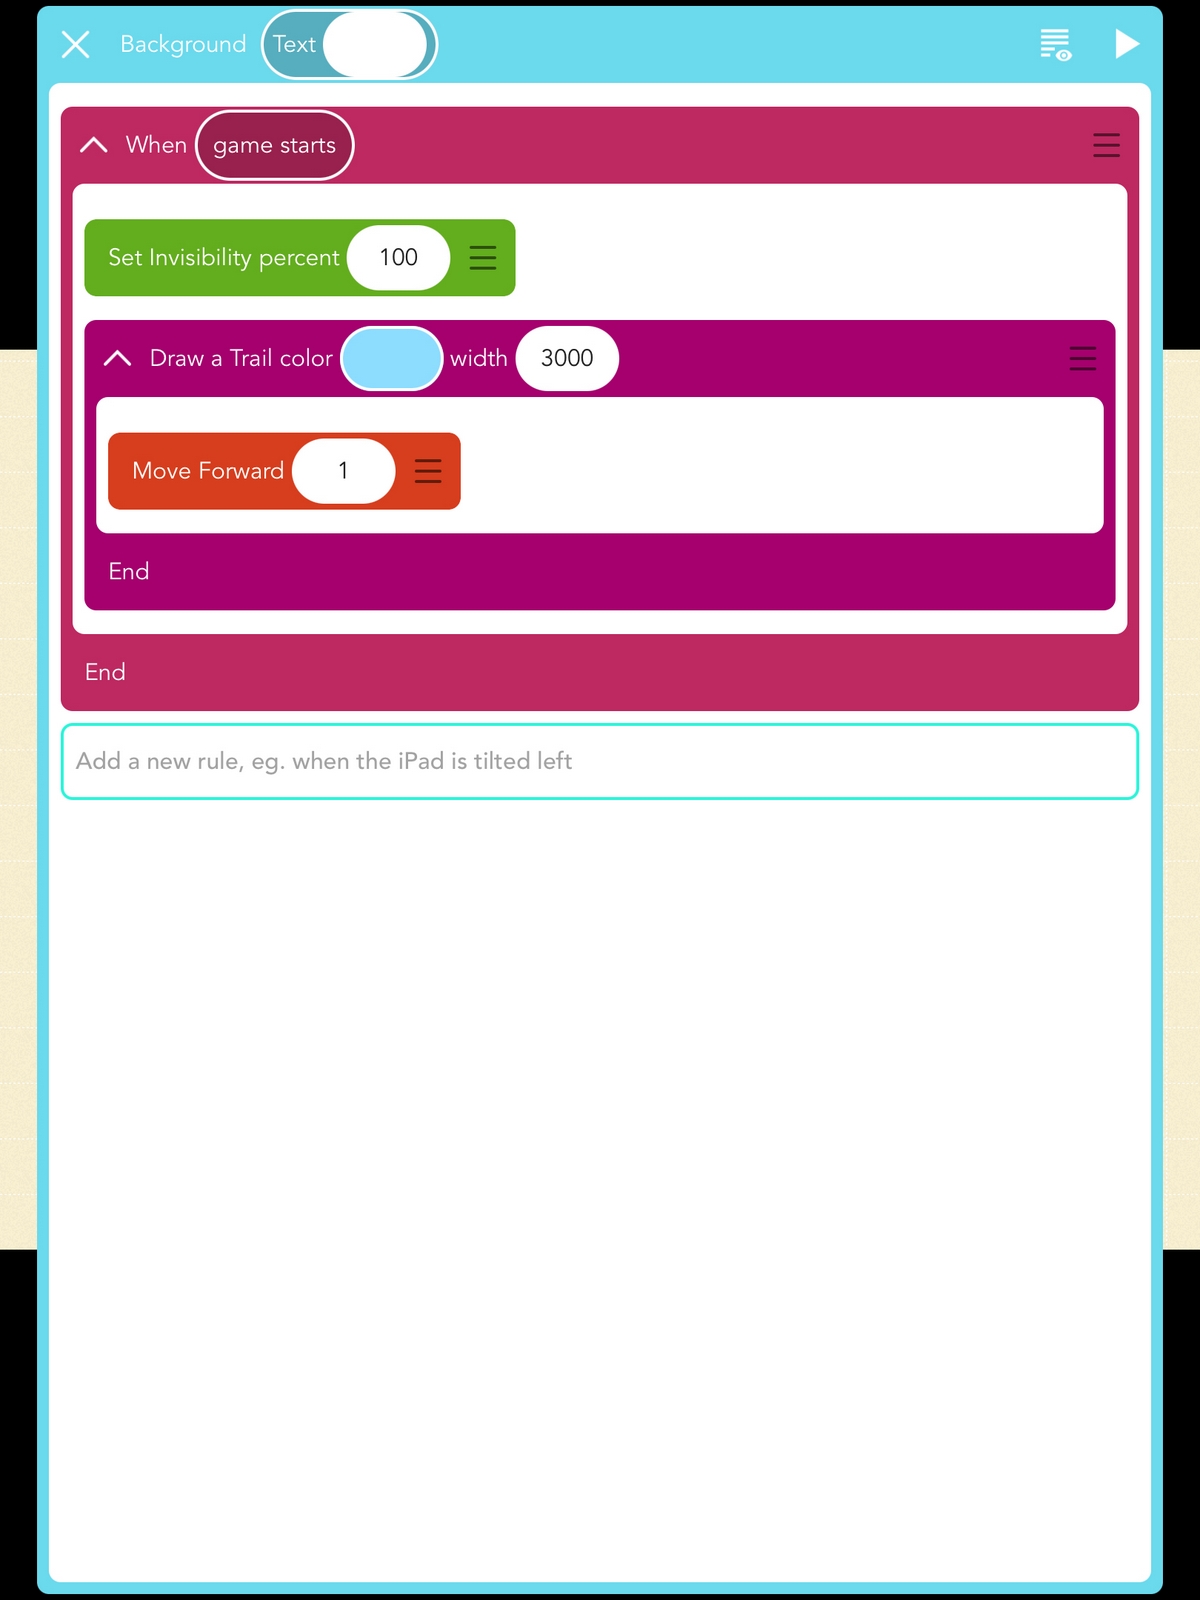 Background Text
When game starts
Set Invisibility percent 100
Draw a Trail color width 3000
Move Forward 1
End
End
Add a new rule, eg. when the iPad is tilted left